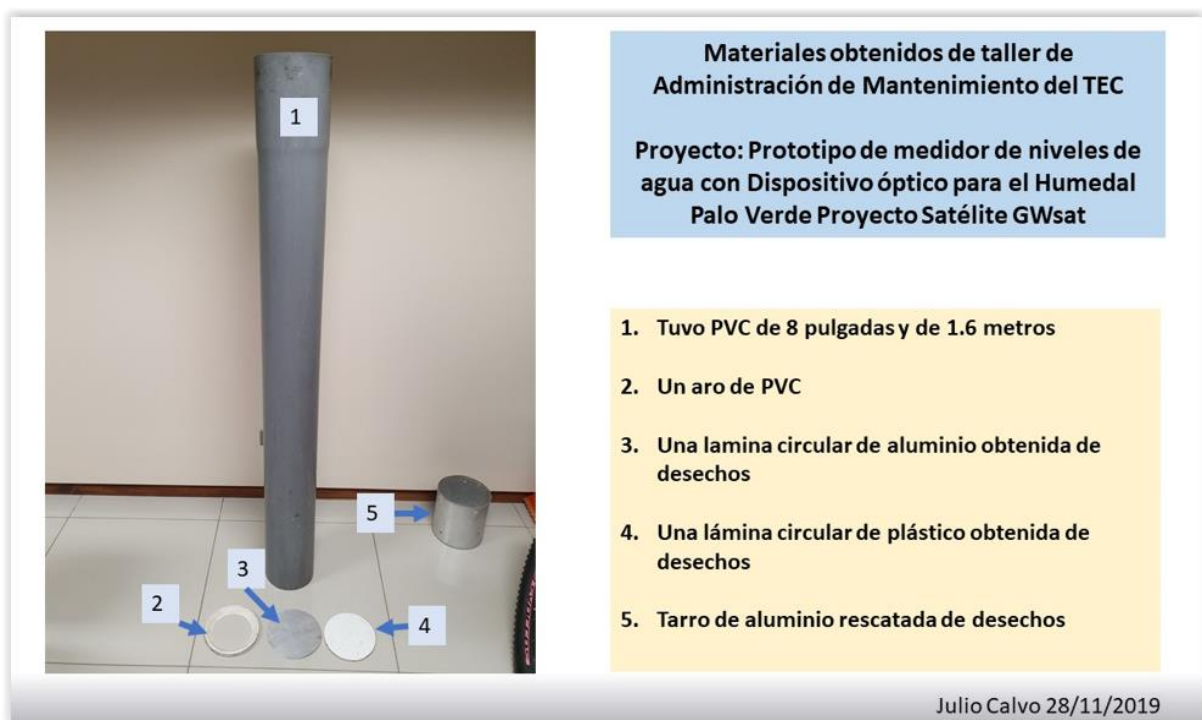 1
5
3
2
4
Materiales obtenidos de taller de
Administración de Mantenimiento del TEC
Proyecto: Prototipo de medidor de niveles de
agua con Dispositivo óptico para el Humedal
Palo Verde Proyecto Satélite GWsat
1. Tuvo PVC de 8 pulgadas y de 1.6 metros
2. Un aro de PVC
3. Una lamina circular de aluminio obtenida de
desechos
4. Una lámina circular de plástico obtenida de
desechos
5. Tarro de aluminio rescatada de desechos
Julio Calvo 28/11/2019